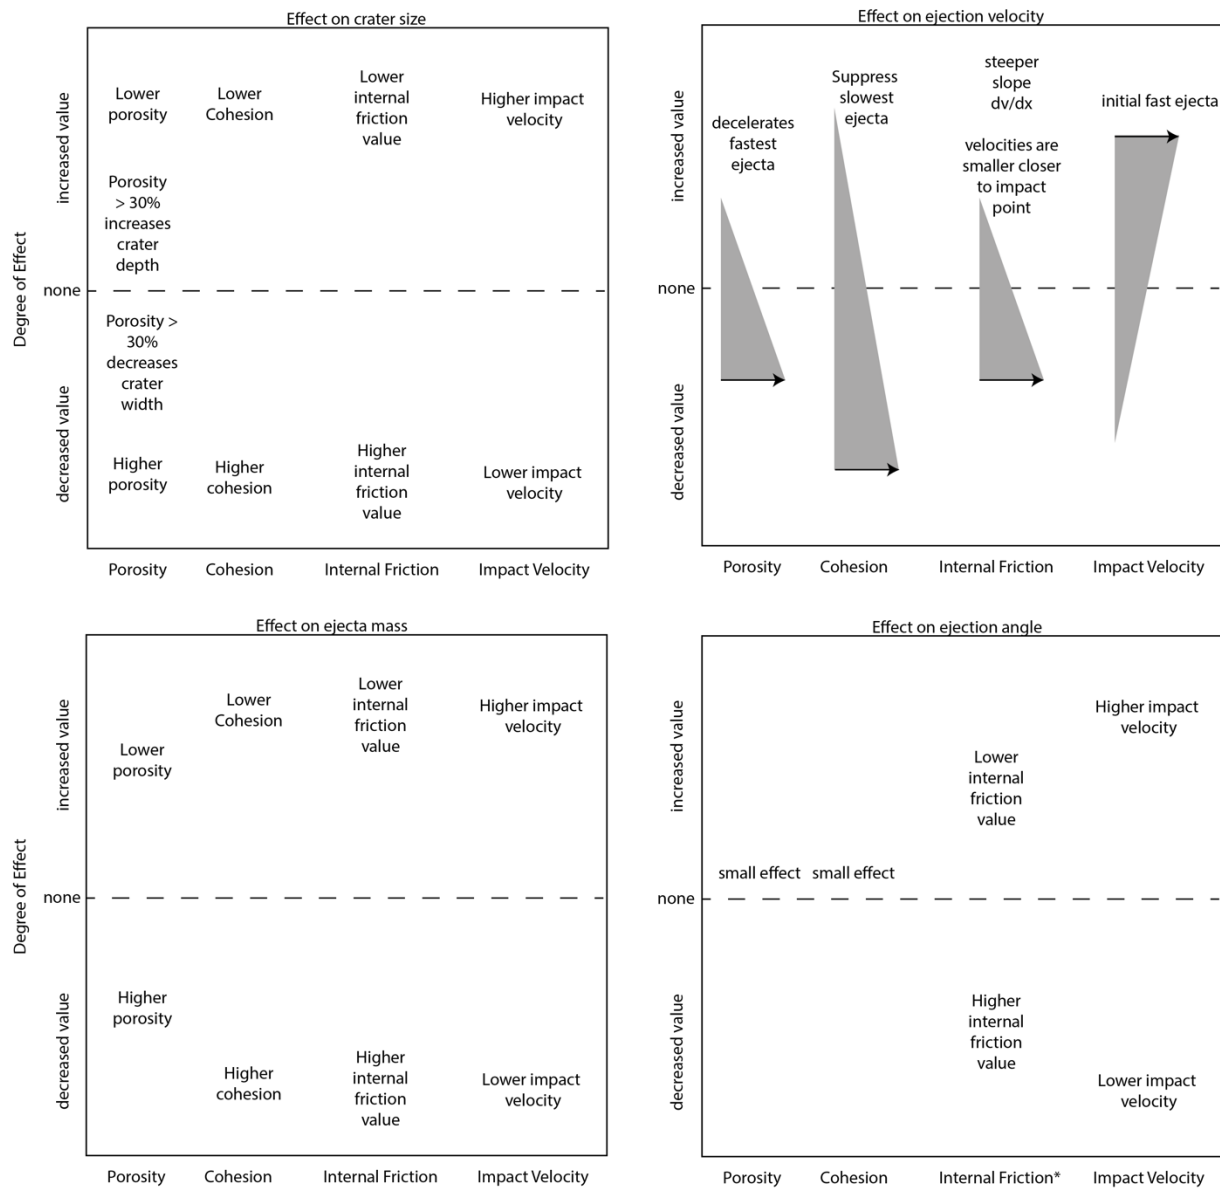 Effect on crater size
increased value
none
decreased value
Degree of Effect
Lower
porosity
Lower
Cohesion
Lower
internal
friction
value
Higher impact
velocity
Porosity
> 30%
increases
crater
depth
Porosity >
30%
decreases
crater
width
Higher
porosity
Higher
cohesion
Higher
internal
friction
value
Lower impact
velocity
Porosity
Cohesion
Internal Friction
Impact Velocity
Effect on ejection velocity
increased value
none
decreased value
decelerates
fastest
ejecta
Suppress
slowest
ejecta
steeper
slope
dv/dx
velocities are
smaller closer
to impact
point
initial fast ejecta
Porosity
Cohesion
Internal Friction
Impact Velocity
Effect on ejecta mass
increased value
none
decreased value
Degree of Effect
Lower
porosity
Lower
Cohesion
Lower
internal
friction
value
Higher impact
velocity
Higher
porosity
Higher
cohesion
Higher
internal
friction
value
Lower impact
velocity
Porosity
Cohesion
Internal Friction
Impact Velocity
Effect on ejection angle
increased value
none
decreased value
small effect
small effect
Lower
internal
friction
value
Higher impact
velocity
Higher
internal
friction
value
Lower impact
velocity
Porosity
Cohesion
Internal Friction*
Impact Velocity